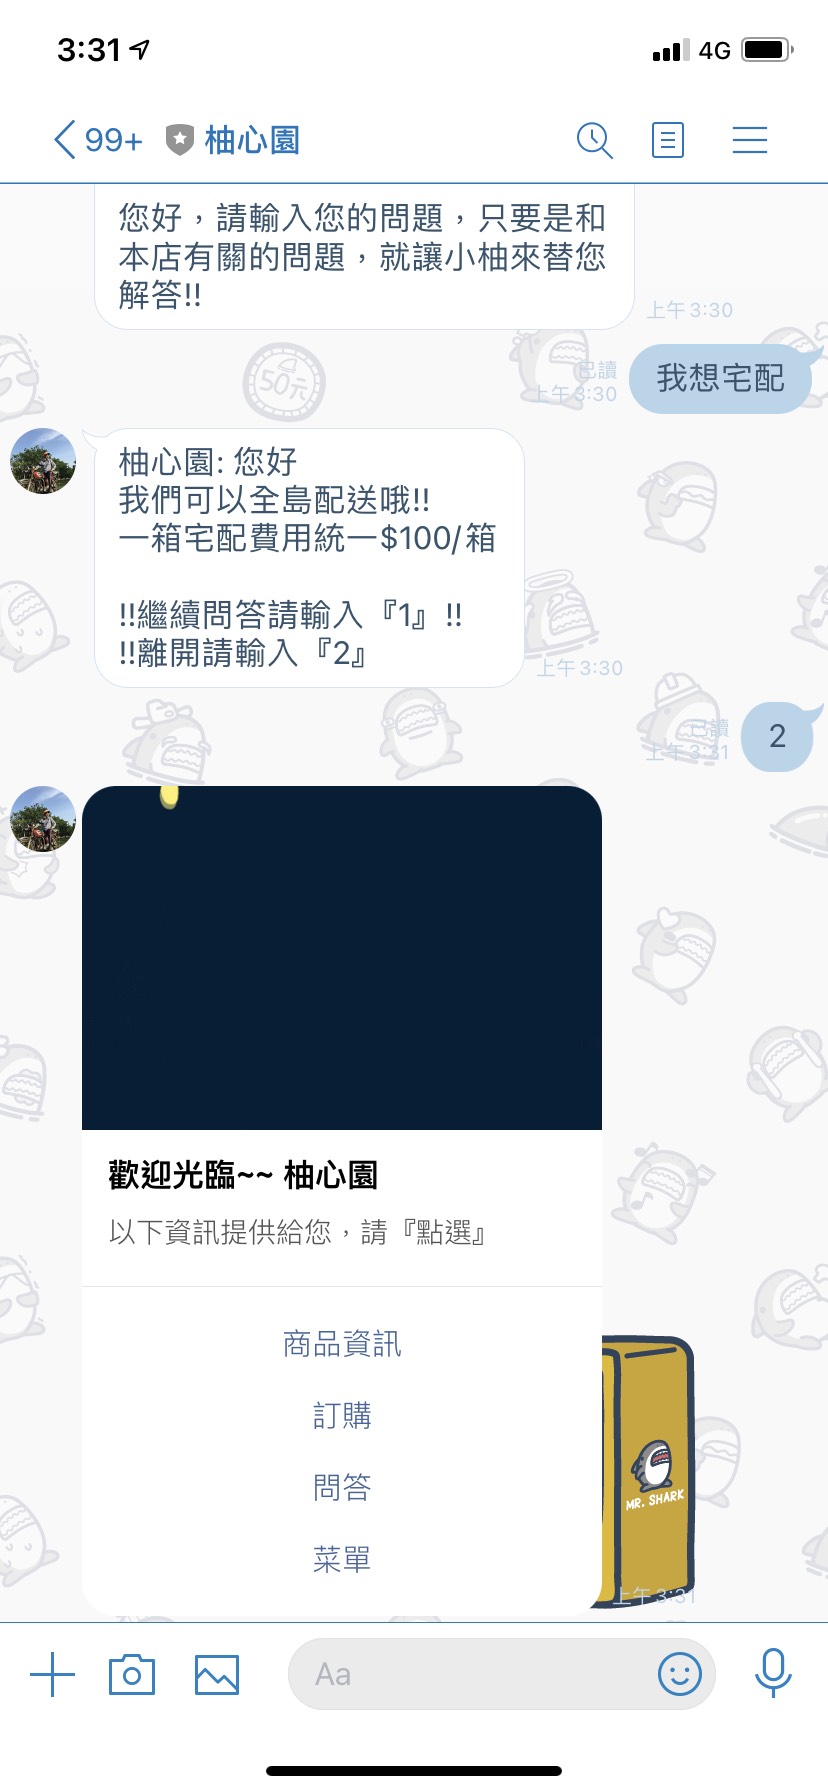 3:31
4G
99+
柚心園
您好，請輸入您的問題，只要是和
本店有關的問題，就讓小柚來替您
解答!!
上午3:30
50元
已讀
上午3:30
我想宅配
柚心園: 您好
我們可以全島配送哦!!
一箱宅配費用統一$100/箱
!!繼續問答請輸入『1』!!
!!離開請輸入『2』
上午3:30
已讀
上午3:31
2
歡迎光臨~~ 柚心園
以下資訊提供給您，請『點選』
商品資訊
訂購
問答
菜單
MR. SHARK
上午3:31
Aa